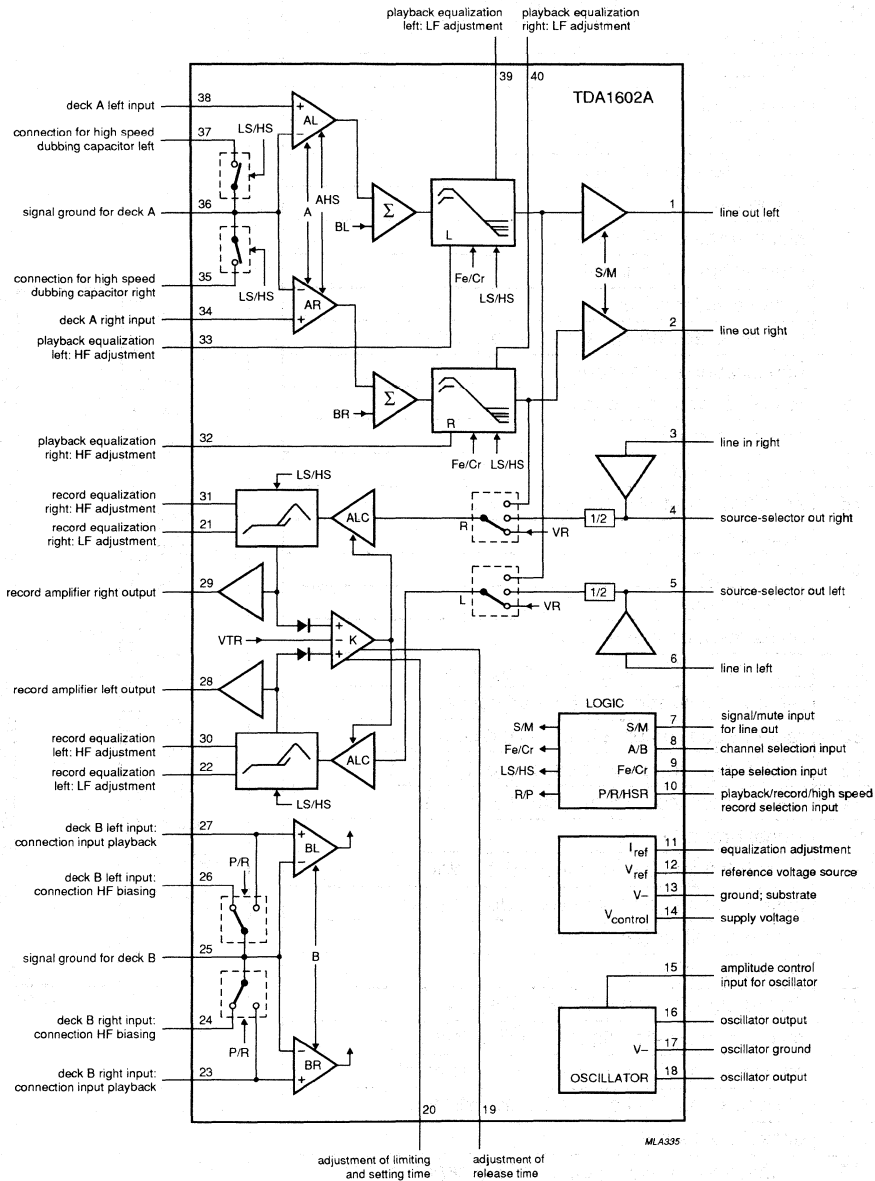 playback equalization
left: LF adjustment
playback equalization
right: LF adjustment
39
40
TDA1602A
deck A left input
38
connection for high speed
dubbing capacitor left
37
LS/HS
signal ground for deck A
36
connection for high speed
dubbing capacitor right
35
LS/HS
deck A right input
34
playback equalization
left: HF adjustment
33
playback equalization
right: HF adjustment
32
+
AL
−
A
AHS
−
AR
+
BL
Σ
L
Fe/Cr
LS/HS
BR
Σ
R
Fe/Cr
LS/HS
S/M
1
line out left
2
line out right
3
line in right
4
source-selector out right
1/2
R
VR
5
source-selector out left
1/2
L
VR
6
line in left
record equalization
right: HF adjustment
31
record equalization
right: LF adjustment
21
LS/HS
ALC
record amplifier right output
29
VTR
+
−
K
+
record amplifier left output
28
record equalization
left: HF adjustment
30
record equalization
left: LF adjustment
22
LS/HS
ALC
LOGIC
S/M
S/M
7
signal/mute input
for line out
Fe/Cr
A/B
8
channel selection input
LS/HS
Fe/Cr
9
tape selection input
R/P
P/R/HSR
10
playback/record/high speed
record selection input
Iref
11
equalization adjustment
Vref
12
reference voltage source
V−
13
ground; substrate
Vcontrol
14
supply voltage
15
amplitude control
input for oscillator
16
oscillator output
V−
17
oscillator ground
OSCILLATOR
18
oscillator output
deck B left input:
connection input playback
27
deck B left input:
connection HF biasing
26
P/R
signal ground for deck B
25
deck B right input:
connection HF biasing
24
P/R
deck B right input:
connection input playback
23
+
BL
−
B
−
BR
+
20
19
adjustment of limiting
and setting time
adjustment of
release time
MLA335